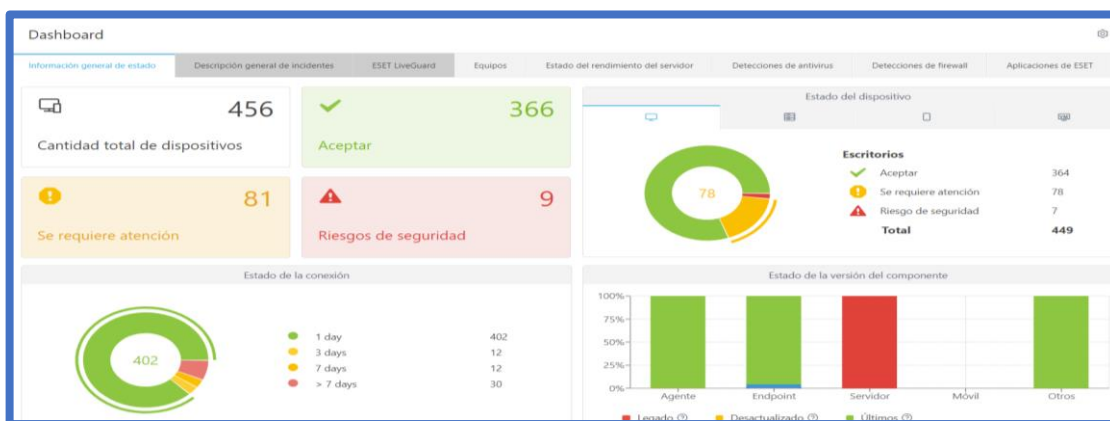 Dashboard
Información general de estado
Descripción general de incidentes
ESET LiveGuard
Equipos
Estado del rendimiento del servidor
Detecciones de antivirus
Detecciones de firewall
Aplicaciones de ESET
456
Cantidad total de dispositivos
366
Aceptar
81
Se requiere atención
9
Riesgos de seguridad
Estado del dispositivo
78
Escritorios
Aceptar 364
Se requiere atención 78
Riesgo de seguridad 7
Total 449
Estado de la conexión
402
1 day 402
3 days 12
7 days 12
> 7 days 30
Estado de la versión del componente
100%
75%
50%
25%
0%
Agente Endpoint Servidor Móvil Otros
Legado Desactualizado Últimos